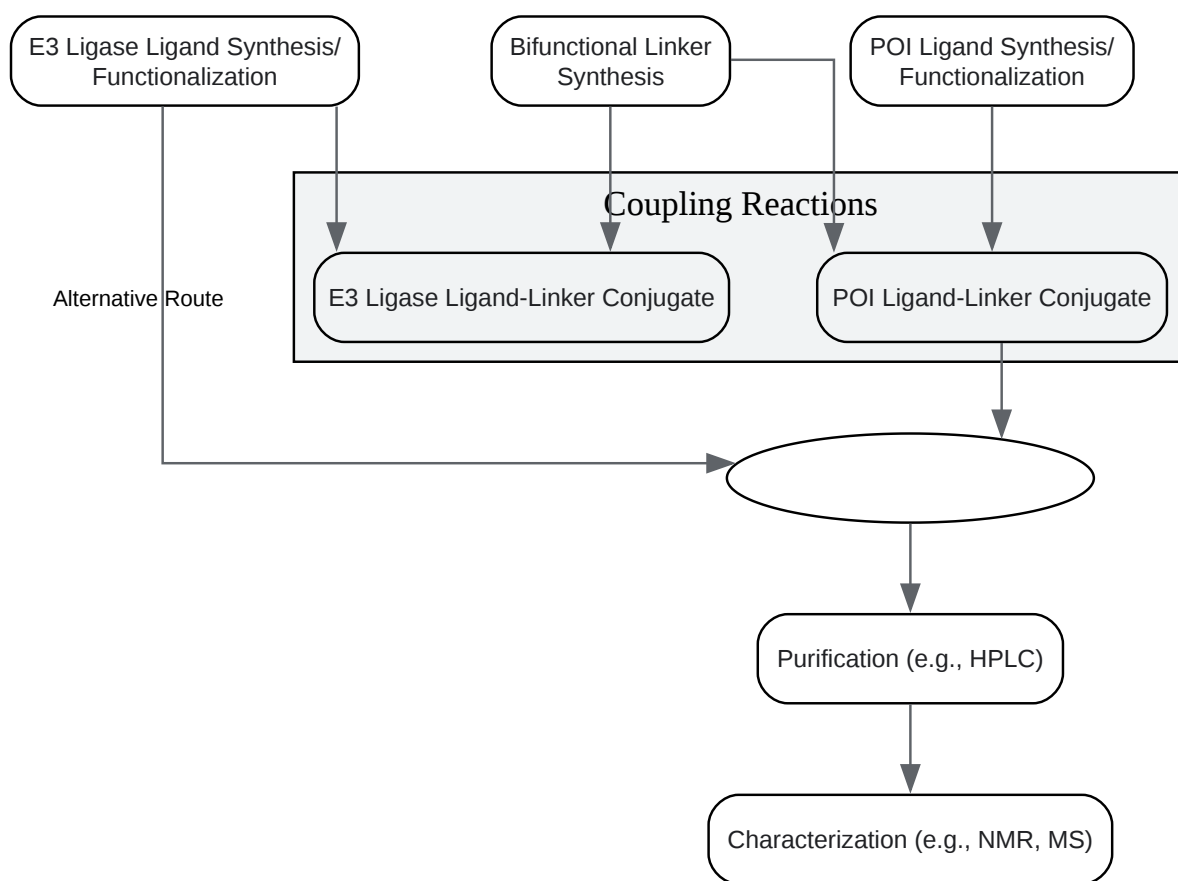 E3 Ligase Ligand Synthesis/
Functionalization
Bifunctional Linker
Synthesis
POI Ligand Synthesis/
Functionalization
Coupling Reactions
Alternative Route
E3 Ligase Ligand-Linker Conjugate
POI Ligand-Linker Conjugate
Purification (e.g., HPLC)
Characterization (e.g., NMR, MS)